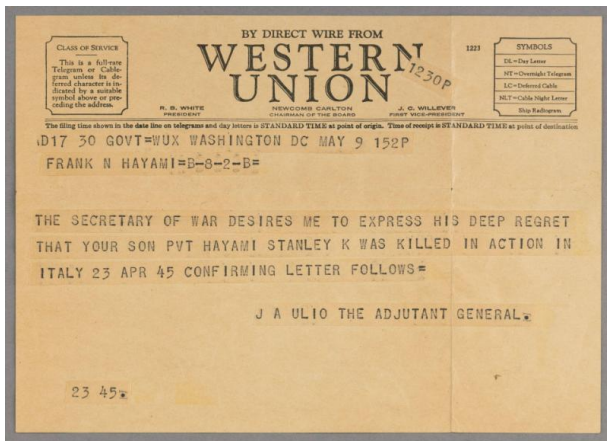 BY DIRECT WIRE FROM
WESTERN UNION
1223
1230P
CLASS OF SERVICE
This is a full-rate
Telegram or Cable-
gram unless its de-
ferred character is in-
dicated by a suitable
symbol above or pre-
ceding the address.
SYMBOLS
DL=Day Letter
NT=Overnight Telegram
LC=Deferred Cable
NLT=Cable Night Letter
Ship Radiogram
R. B. WHITE
PRESIDENT
NEWCOMB CARLTON
CHAIRMAN OF THE BOARD
J. C. WILLEVER
FIRST VICE-PRESIDENT
The filing time shown in the date line on telegrams and day letters is STANDARD TIME at point of origin. Time of receipt is STANDARD TIME at point of destination
D17 30 GOVT=WUX WASHINGTON DC MAY 9 152P
FRANK N HAYAMI=B-8-2-B=
THE SECRETARY OF WAR DESIRES ME TO EXPRESS HIS DEEP REGRET
THAT YOUR SON PVT HAYAMI STANLEY K WAS KILLED IN ACTION IN
ITALY 23 APR 45 CONFIRMING LETTER FOLLOWS=
J A ULIO THE ADJUTANT GENERAL.
23 45.